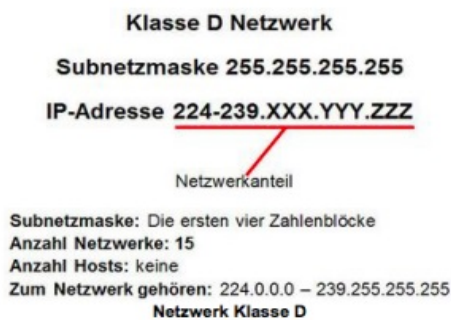 Klasse D Netzwerk
Subnetzmaske 255.255.255.255
IP-Adresse 224-239.XXX.YYY.ZZZ
Netzwerkanteil
Subnetzmaske: Die ersten vier Zahlenblöcke
Anzahl Netzwerke: 15
Anzahl Hosts: keine
Zum Netzwerk gehören: 224.0.0.0 – 239.255.255.255
Netzwerk Klasse D